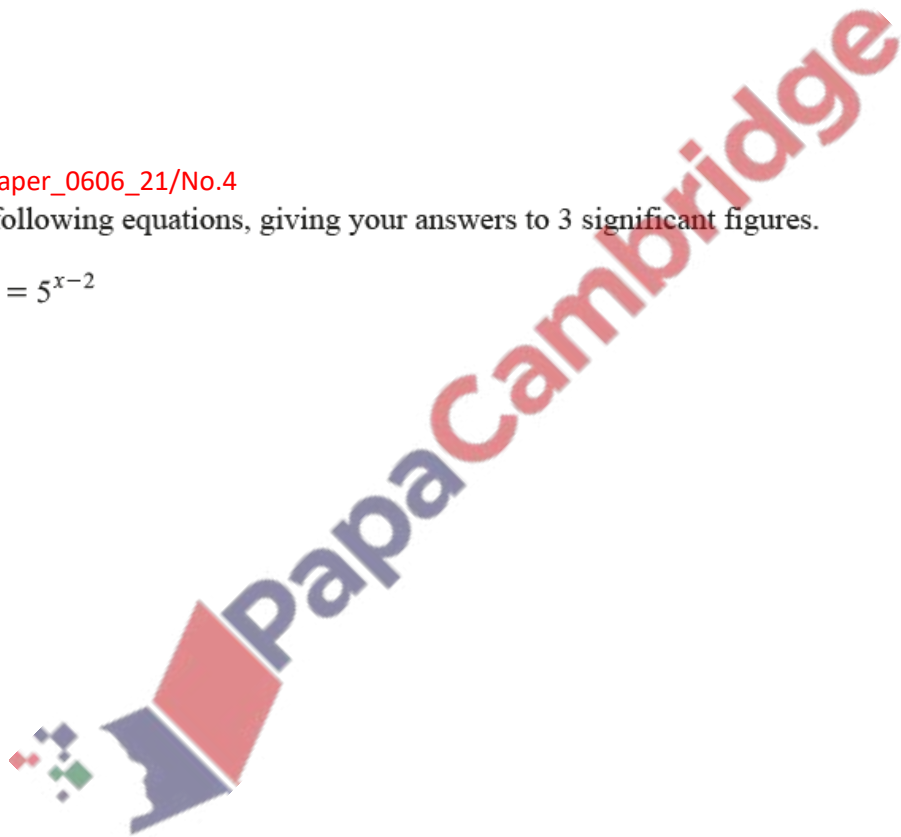 aper_0606_21/No.4
following equations, giving your answers to 3 significant figures.
= 5^{x-2}
PapaCambridge